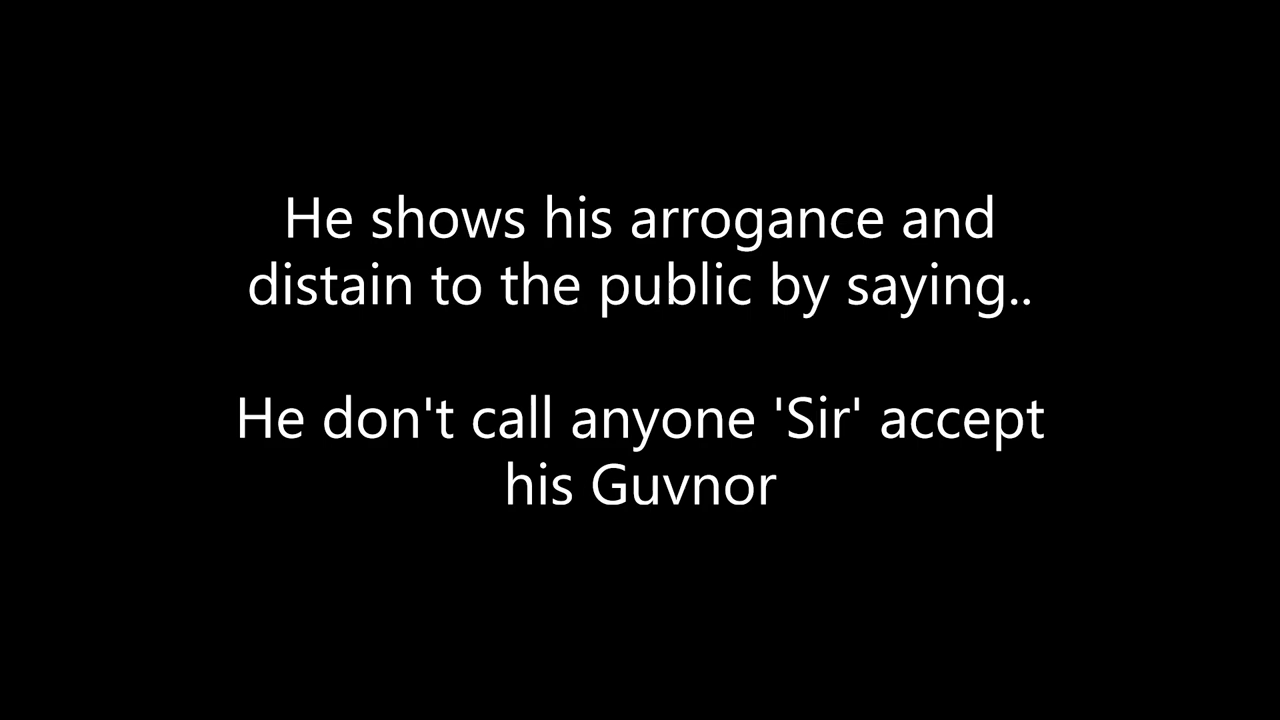 He shows his arrogance and
distain to the public by saying..
He don't call anyone 'Sir' accept
his Guvnor